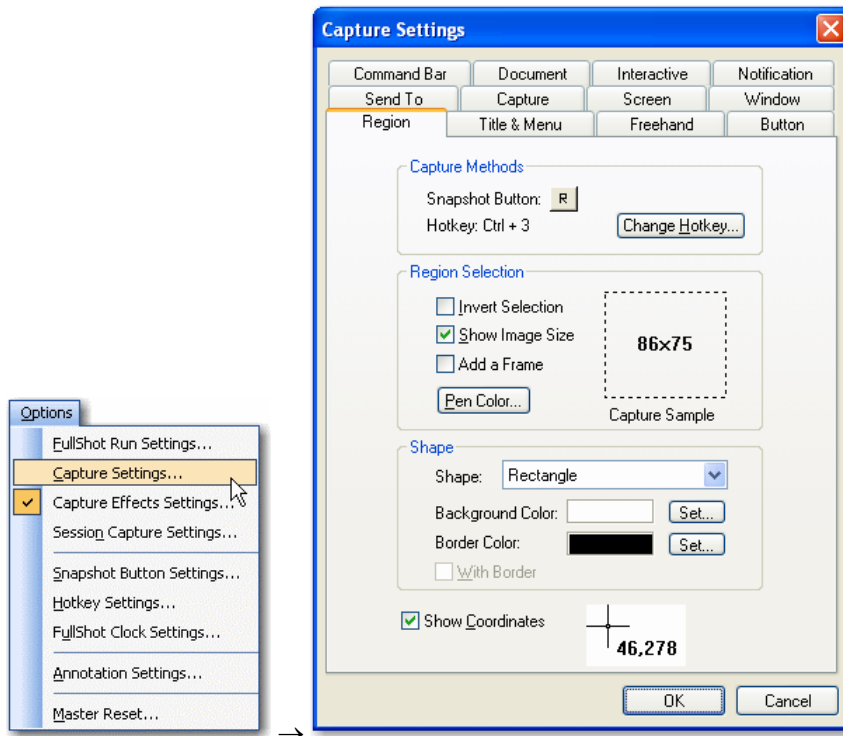 Options
FullShot Run Settings...
Capture Settings...
Capture Effects Settings...
Session Capture Settings...
Snapshot Button Settings...
Hotkey Settings...
FullShot Clock Settings...
Annotation Settings...
Master Reset...
→
Capture Settings
Command Bar Document Interactive Notification
Send To Capture Screen Window
Region Title & Menu Freehand Button
Capture Methods
Snapshot Button: R
Hotkey: Ctrl + 3 Change Hotkey...
Region Selection
Invert Selection
Show Image Size
Add a Frame
Pen Color...
86×75
Capture Sample
Shape
Shape: Rectangle
Background Color: Set...
Border Color: Set...
With Border
Show Coordinates
46,278
OK Cancel